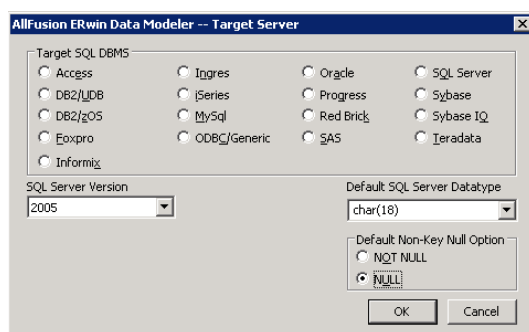 AllFusion ERwin Data Modeler -- Target Server
Target SQL DBMS
Access Ingres Oracle SQL Server
DB2/UDB iSeries Progress Sybase
DB2/zOS MySql Red Brick Sybase IQ
Foxpro ODBC/Generic SAS Teradata
Informix
SQL Server Version Default SQL Server Datatype
2005 char(18)
Default Non-Key Null Option
NOT NULL
NULL
OK Cancel